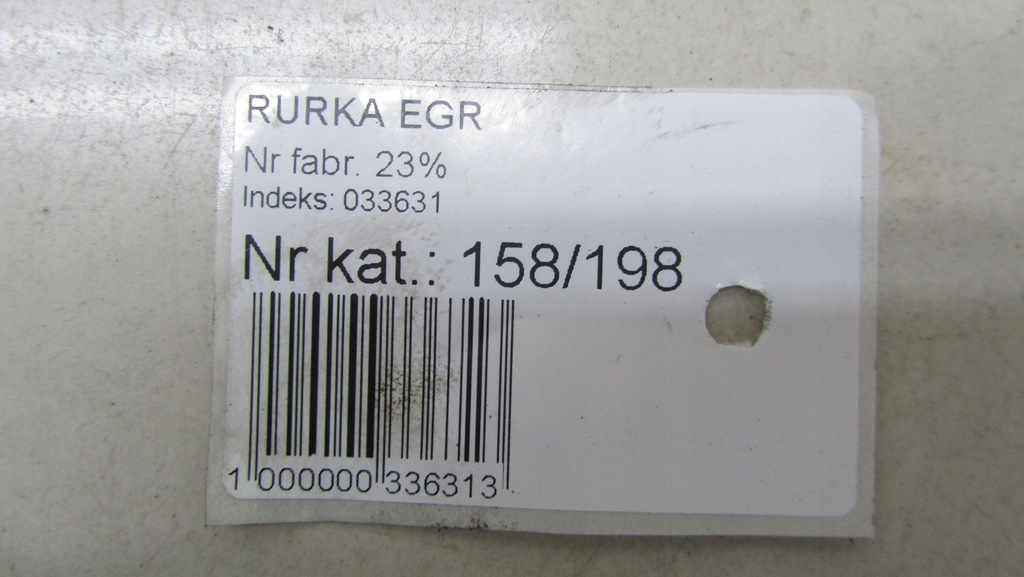 RURKA EGR
Nr fabr. 23%
Indeks: 033631
Nr kat.: 158/198
1 000000 336313